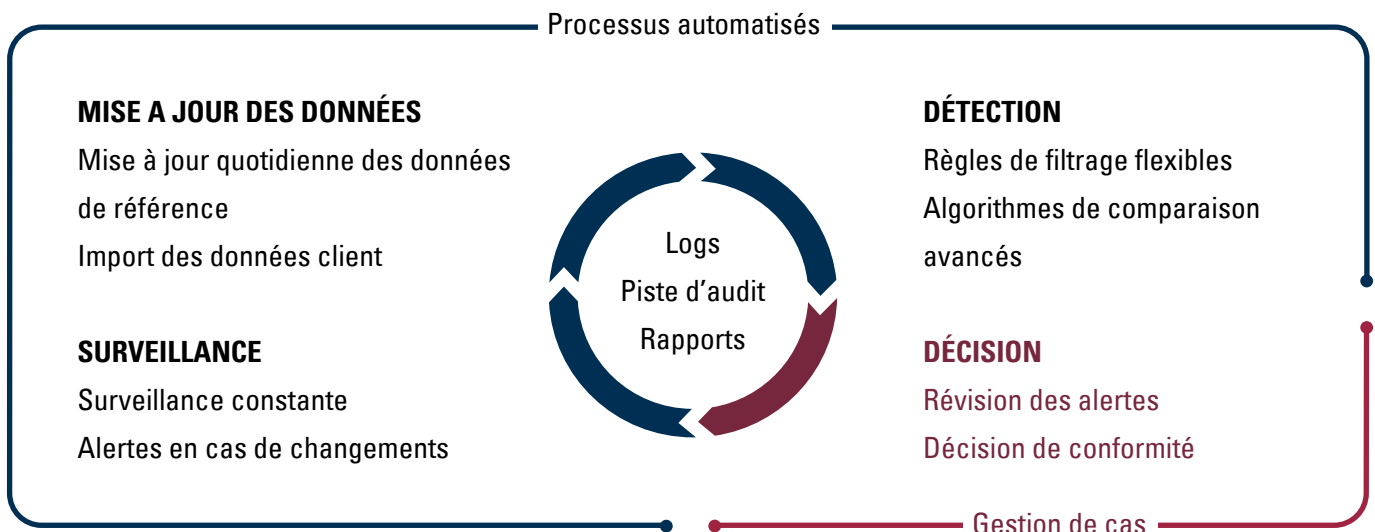 Processus automatisés
MISE A JOUR DES DONNÉES
Mise à jour quotidienne des données
de référence
Import des données client
DÉTECTION
Règles de filtrage flexibles
Algorithmes de comparaison
avancés
Logs
Piste d’audit
Rapports
SURVEILLANCE
Surveillance constante
Alertes en cas de changements
DÉCISION
Révision des alertes
Décision de conformité
Gestion de cas